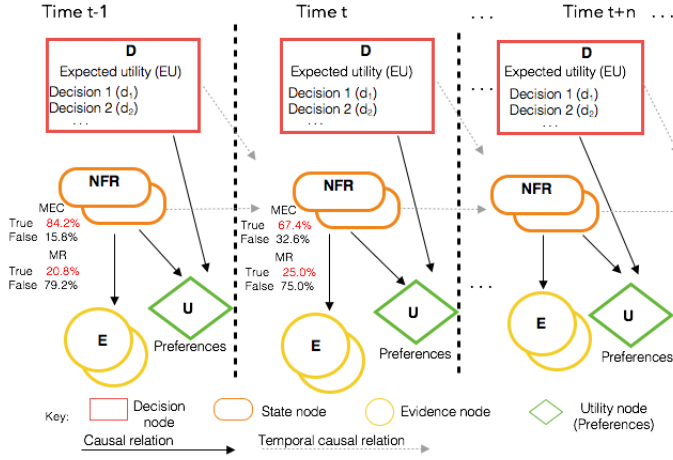 Time t-1
Time t
...
Time t+n
...
D
Expected utility (EU)
Decision 1 (d1)
Decision 2 (d2)
...
D
Expected utility (EU)
Decision 1 (d1)
Decision 2 (d2)
...
...
D
Expected utility (EU)
Decision 1 (d1)
Decision 2 (d2)
...
NFR
MEC
True 84.2%
False 15.8%
MR
True 20.8%
False 79.2%
E
U
Preferences
NFR
MEC
True 67.4%
False 32.6%
MR
True 25.0%
False 75.0%
E
U
Preferences
...
NFR
E
U
Preferences
Key:
Decision
node
State node
Evidence node
Utility node
(Preferences)
Causal relation
Temporal causal relation